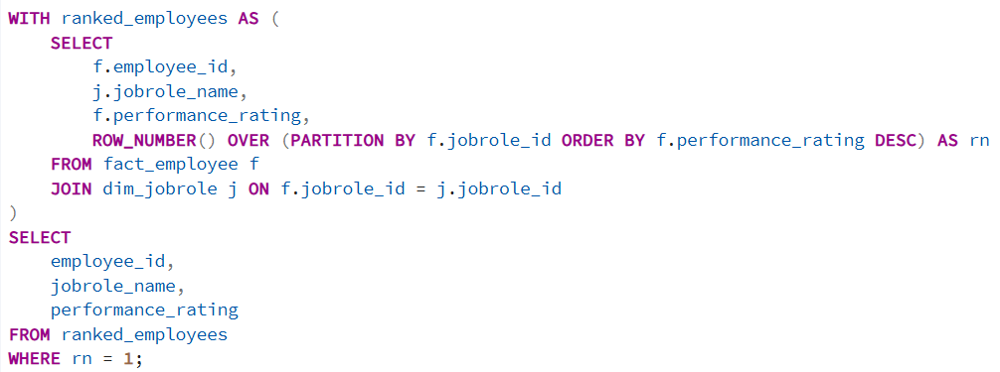 WITH ranked_employees AS (
    SELECT
        f.employee_id,
        j.jobrole_name,
        f.performance_rating,
        ROW_NUMBER() OVER (PARTITION BY f.jobrole_id ORDER BY f.performance_rating DESC) AS rn
    FROM fact_employee f
    JOIN dim_jobrole j ON f.jobrole_id = j.jobrole_id
)
SELECT
    employee_id,
    jobrole_name,
    performance_rating
FROM ranked_employees
WHERE rn = 1;